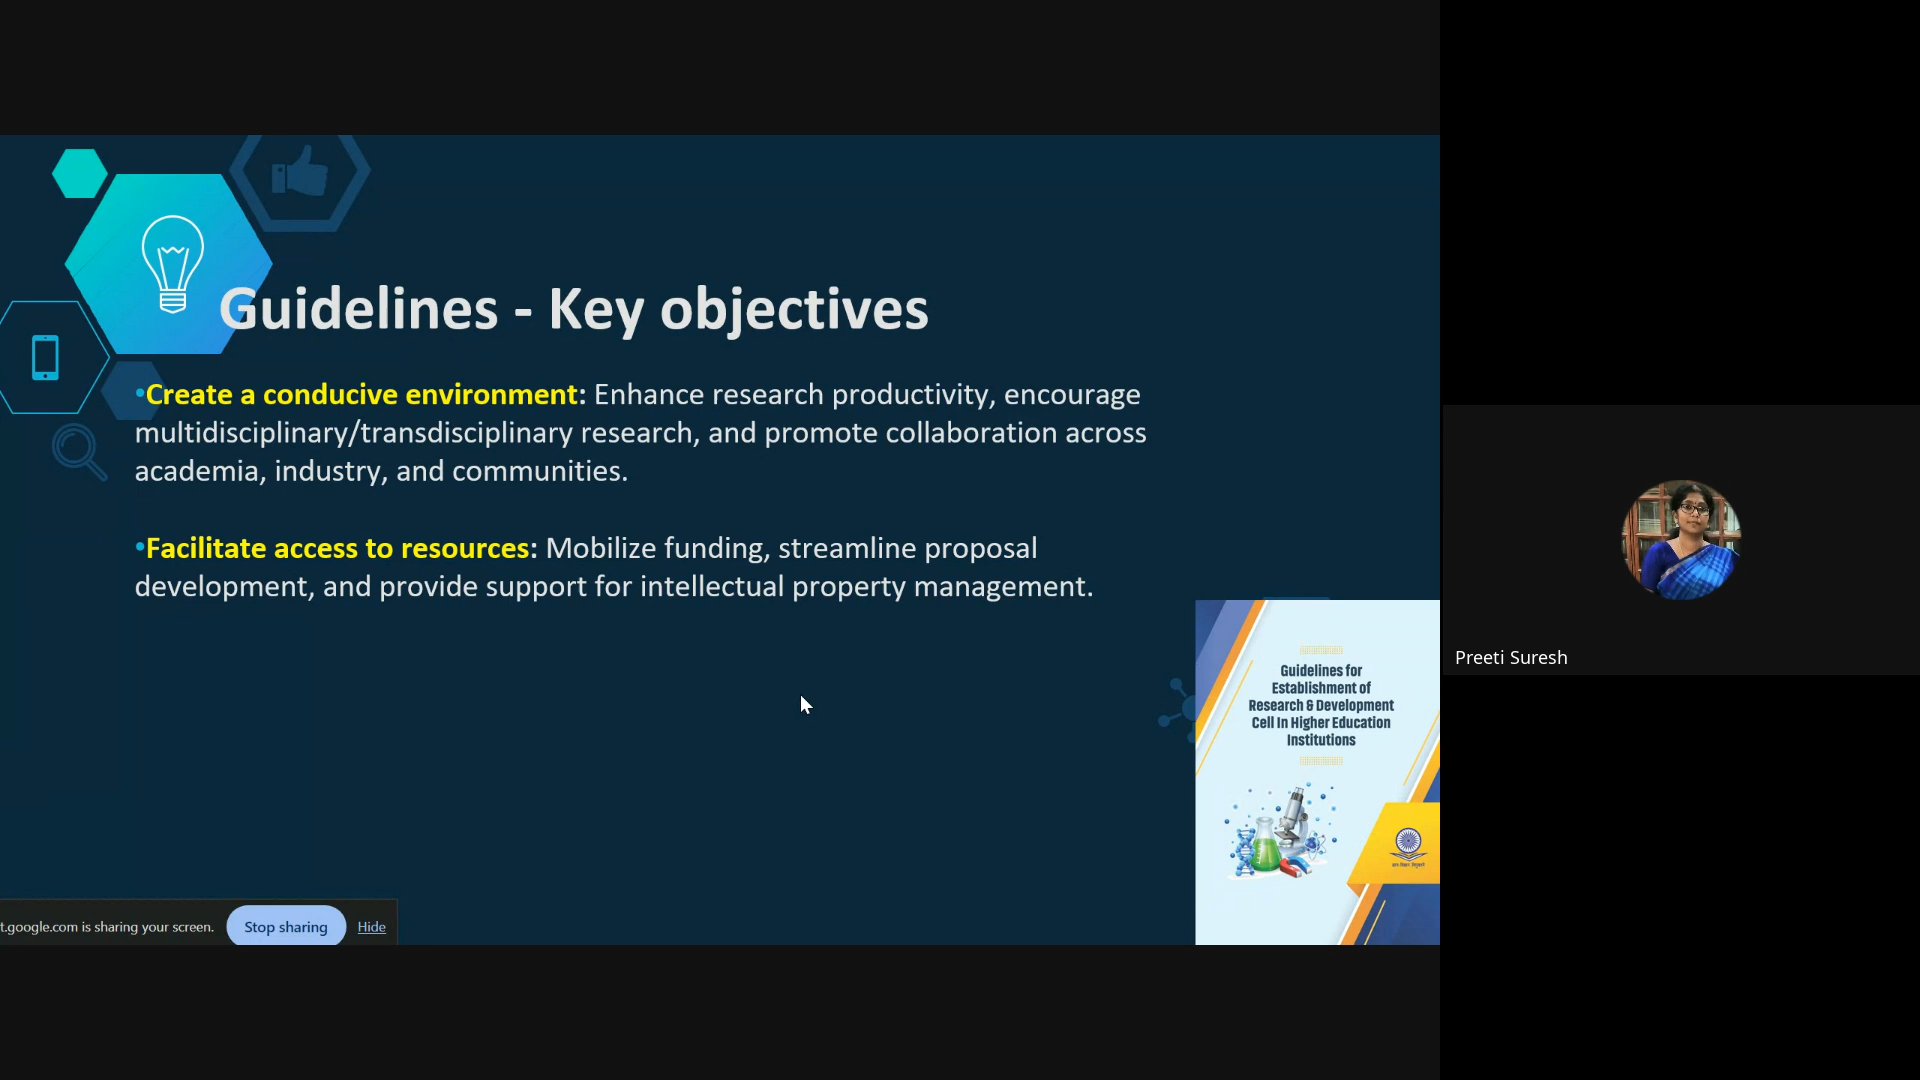 Guidelines - Key objectives
•Create a conducive environment: Enhance research productivity, encourage
multidisciplinary/transdisciplinary research, and promote collaboration across
academia, industry, and communities.
•Facilitate access to resources: Mobilize funding, streamline proposal
development, and provide support for intellectual property management.
Guidelines for
Establishment of
Research & Development
Cell In Higher Education
Institutions
t.google.com is sharing your screen.
Stop sharing
Hide
Preeti Suresh